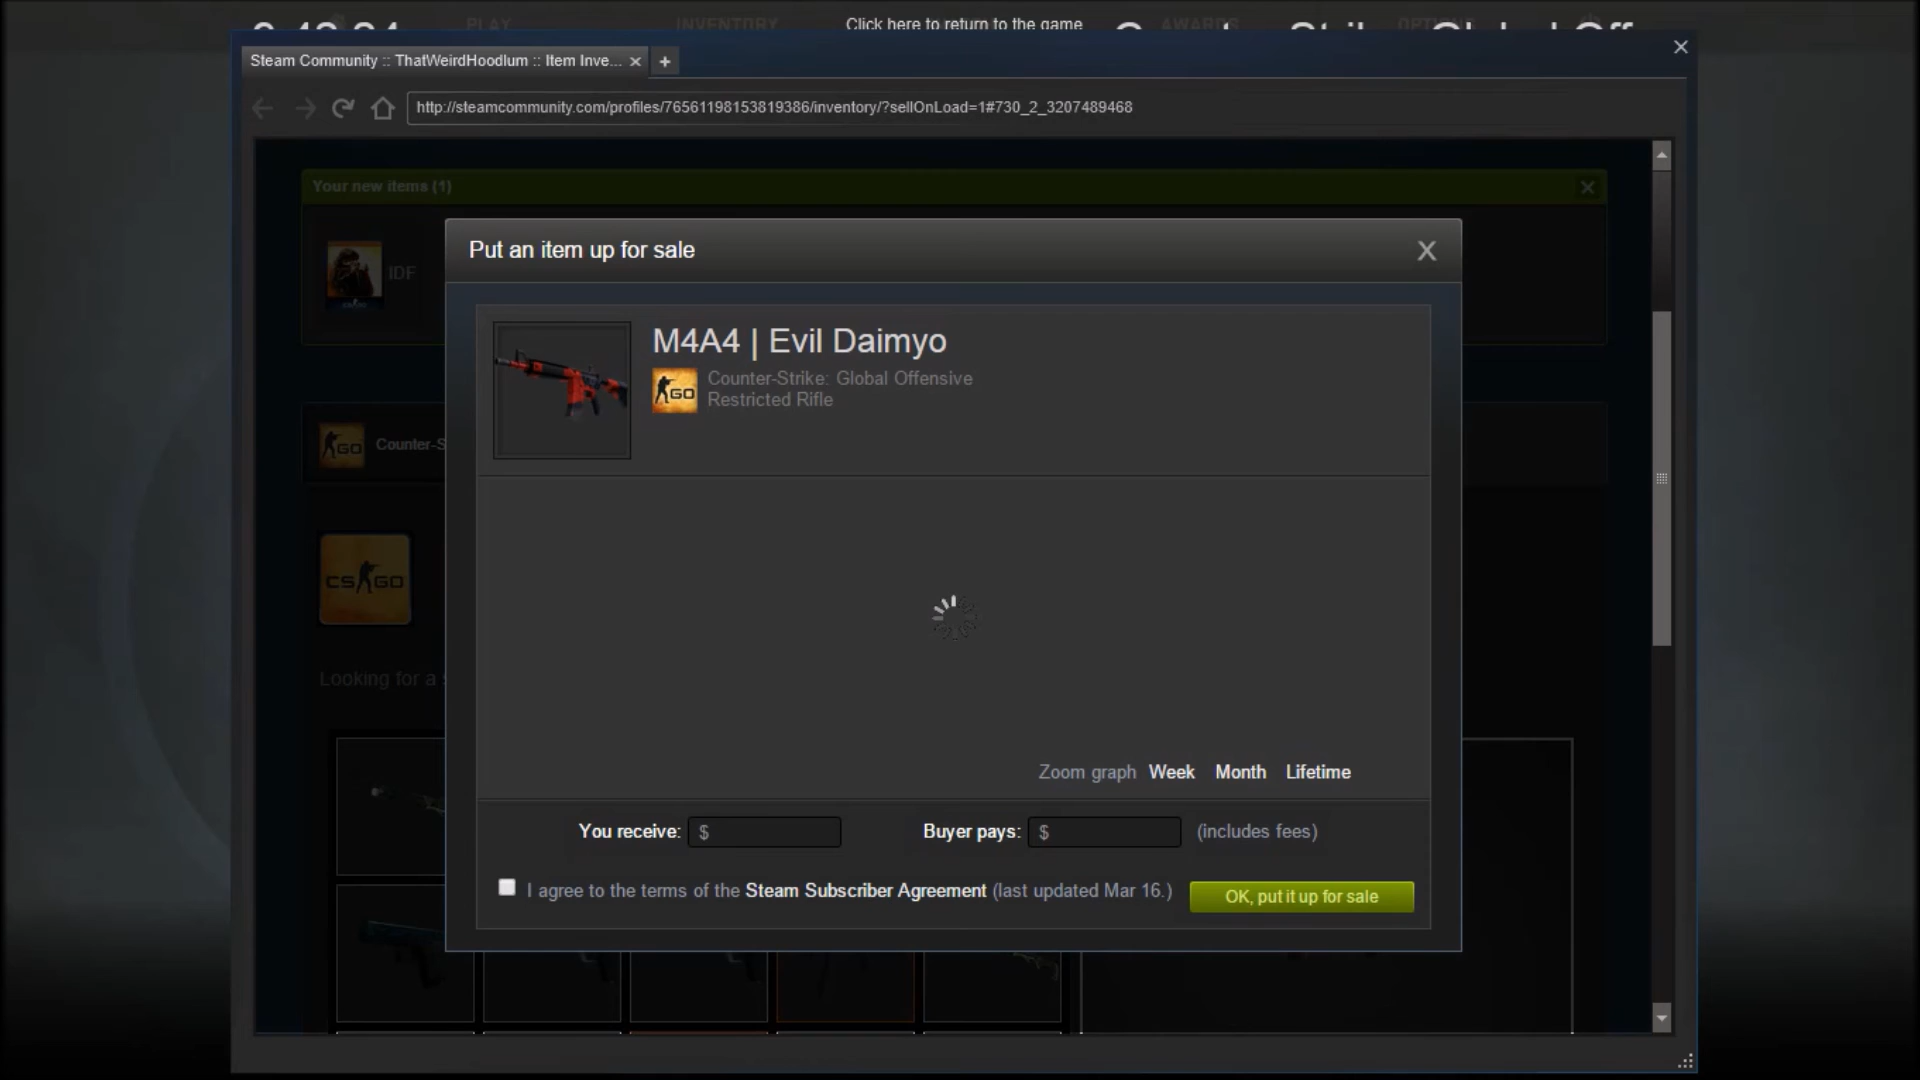 PLAY
INVENTORY
Click here to return to the game
AWARDS
Steam Community :: ThatWeirdHoodlum :: Item Inve...
http://steamcommunity.com/profiles/76561198153819386/inventory/?sellOnLoad=1#730_2_3207489468
Your new items (1)
IDF
Put an item up for sale
X
M4A4 | Evil Daimyo
GO
Counter-Strike: Global Offensive
Restricted Rifle
GO
Counter-S
CS GO
Looking for a
Zoom graph Week Month Lifetime
You receive: $ Buyer pays: $ (includes fees)
I agree to the terms of the Steam Subscriber Agreement (last updated Mar 16.)
OK, put it up for sale